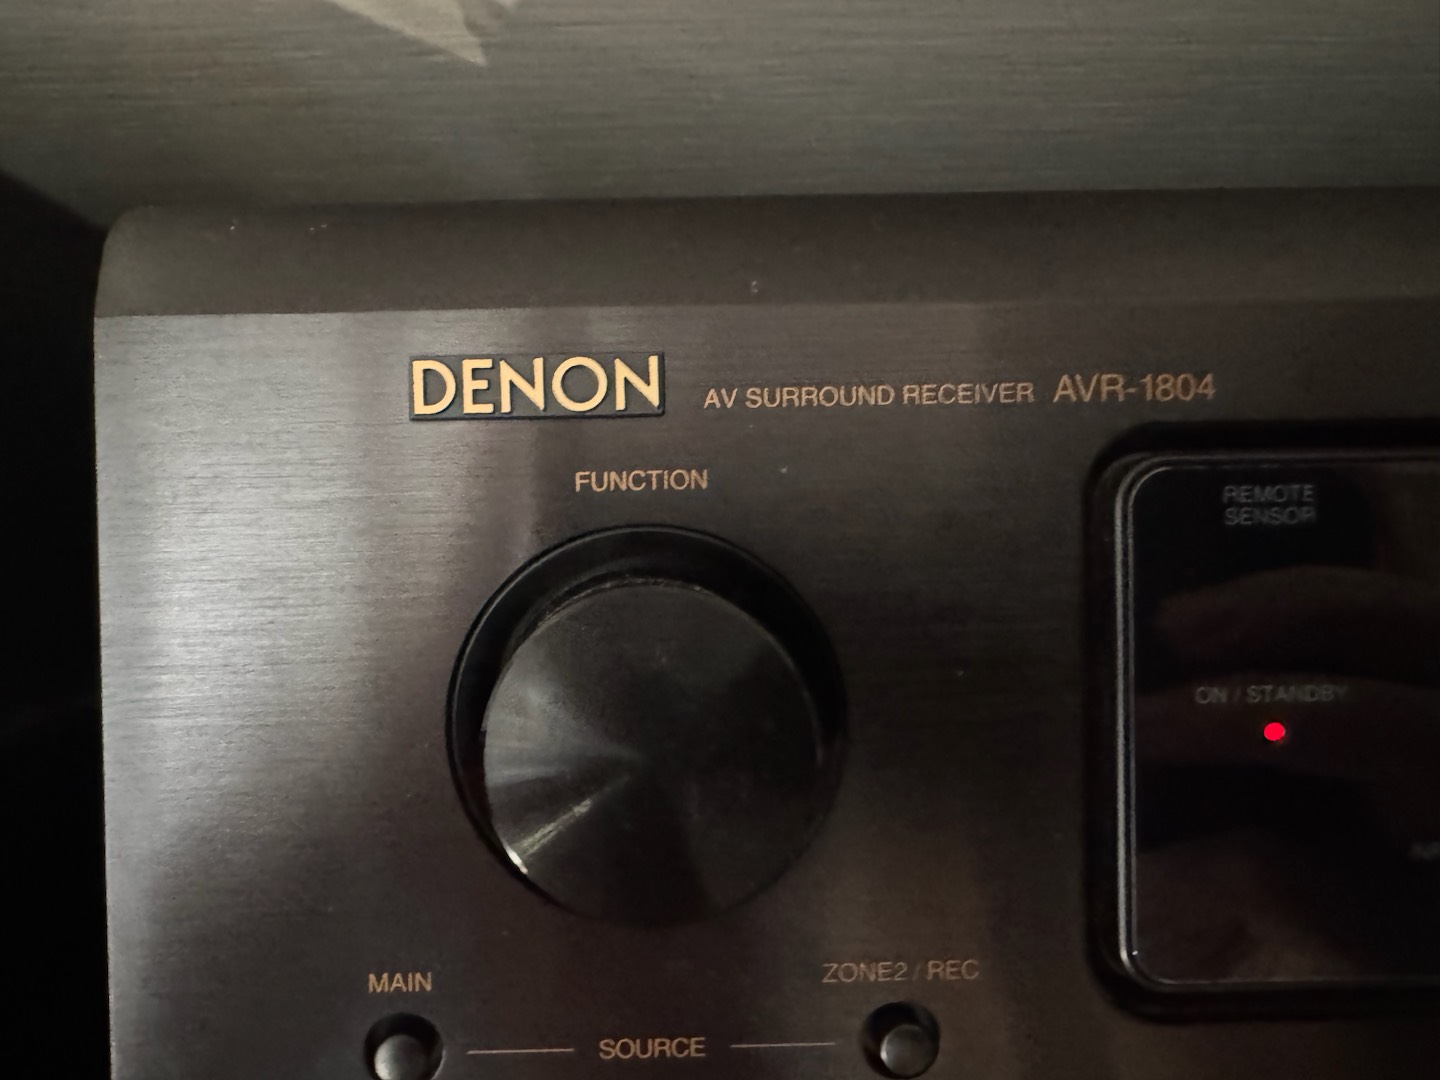 DENON AV SURROUND RECEIVER AVR-1804
FUNCTION
REMOTE
SENSOR
ON / STANDBY
MAIN
ZONE2 / REC
SOURCE